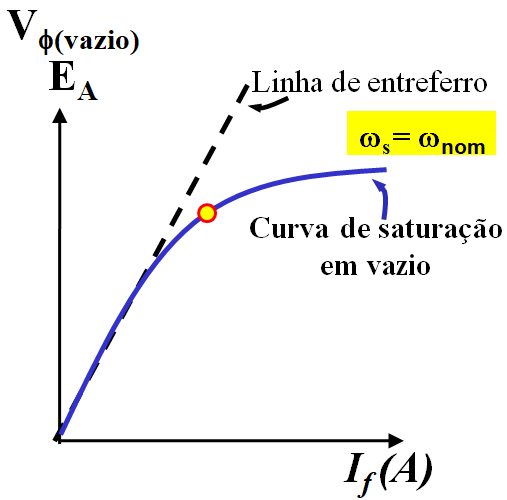 Vϕ(vazio)
EA
Linha de entreferro
ωs= ωnom
Curva de saturação
em vazio
If(A)